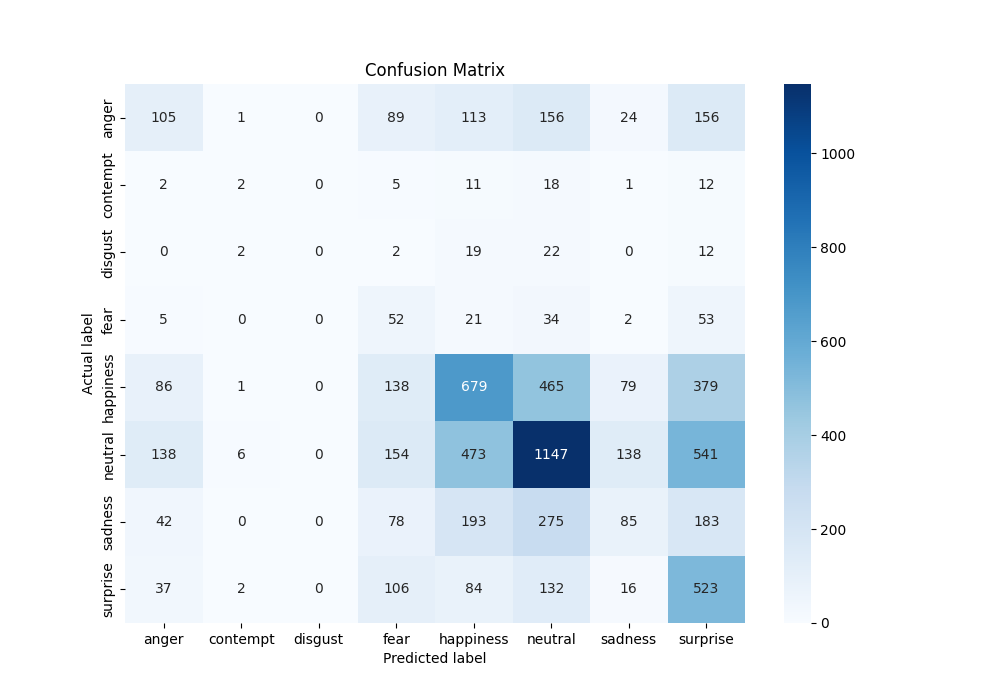 Confusion Matrix
anger 105 1 0 89 113 156 24 156
contempt 2 2 0 5 11 18 1 12
disgust 0 2 0 2 19 22 0 12
fear 5 0 0 52 21 34 2 53
happiness 86 1 0 138 679 465 79 379
neutral 138 6 0 154 473 1147 138 541
sadness 42 0 0 78 193 275 85 183
surprise 37 2 0 106 84 132 16 523
anger contempt disgust fear happiness neutral sadness surprise
Predicted label
Actual label
1000
800
600
400
200
0